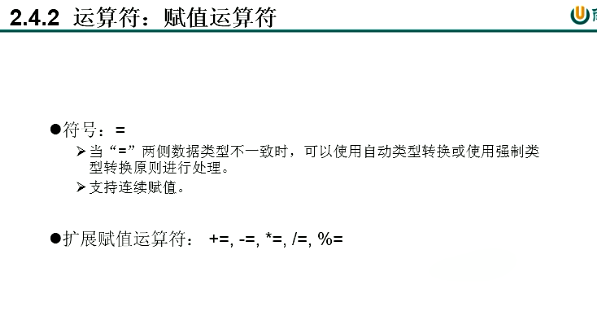 2.4.2 运算符：赋值运算符
●符号：=
➢当“=”两侧数据类型不一致时，可以使用自动类型转换或使用强制类
型转换原则进行处理。
➢支持连续赋值。
●扩展赋值运算符： +=, -=, *=, /=, %=